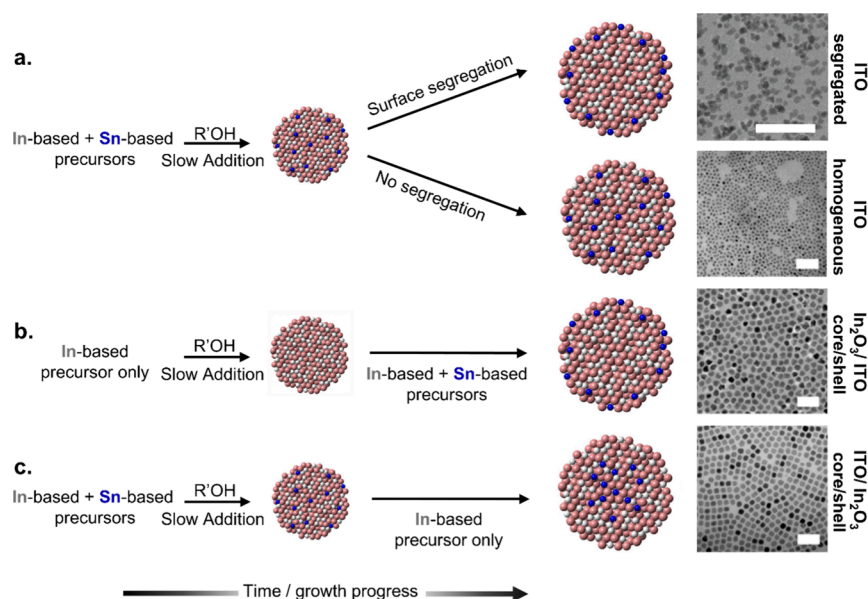 a.
In-based + Sn-based
precursors
R'OH
Slow Addition
Surface segregation
No segregation
ITO
segregated
ITO
homogeneous
b.
In-based
precursor only
R'OH
Slow Addition
In-based + Sn-based
precursors
In₂O₃/ ITO
core/shell
c.
In-based + Sn-based
precursors
R'OH
Slow Addition
In-based
precursor only
ITO/ In₂O₃
core/shell
Time / growth progress